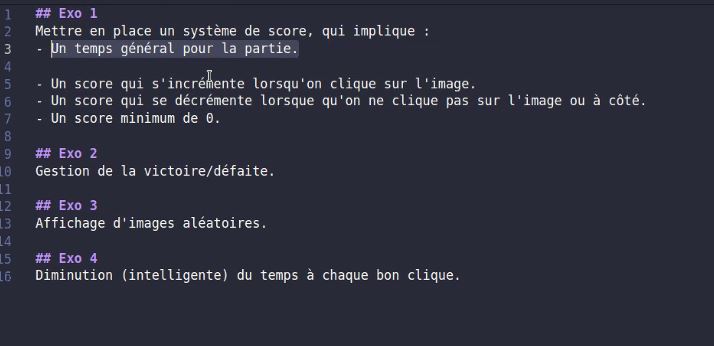 1 ## Exo 1
2 Mettre en place un système de score, qui implique :
3 - Un temps général pour la partie.
4
5 - Un score qui s'incrémente lorsqu'on clique sur l'image.
6 - Un score qui se décrémente lorsque qu'on ne clique pas sur l'image ou à côté.
7 - Un score minimum de 0.
8
9 ## Exo 2
10 Gestion de la victoire/défaite.
11
12 ## Exo 3
13 Affichage d'images aléatoires.
14
15 ## Exo 4
16 Diminution (intelligente) du temps à chaque bon clique.